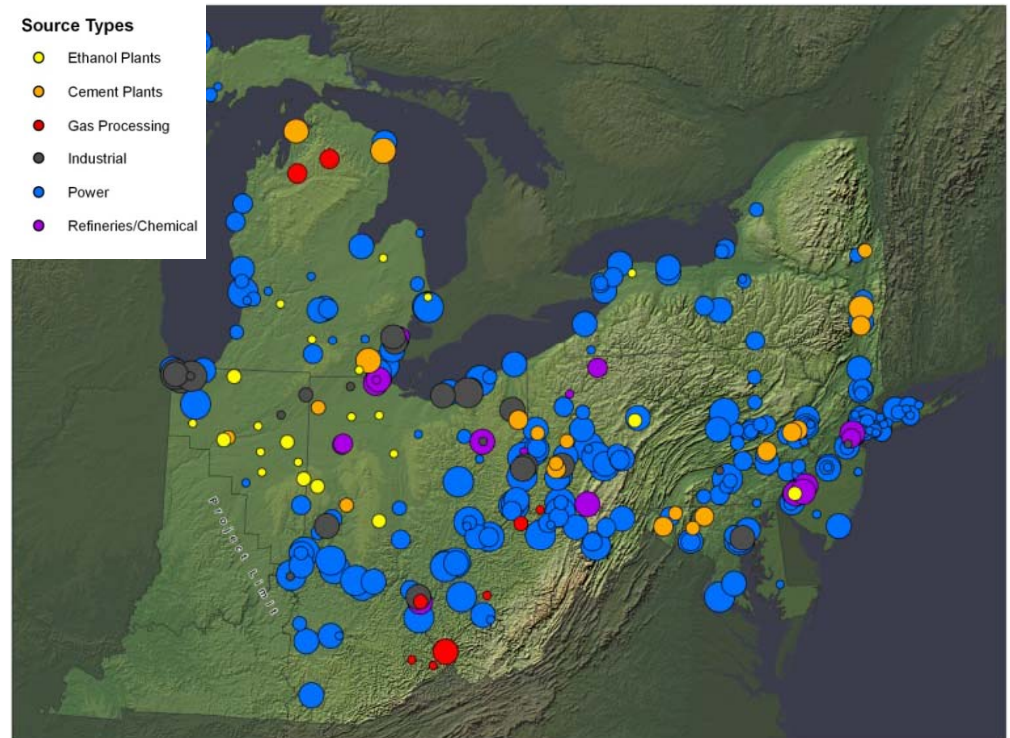 Source Types
Ethanol Plants
Cement Plants
Gas Processing
Industrial
Power
Refineries/Chemical
Project Limit